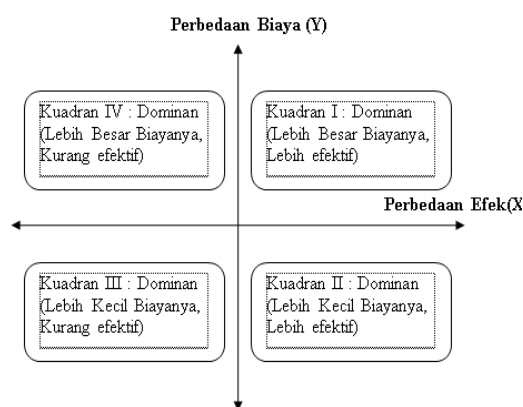 Perbedaan Biaya (Y)
Kuadran IV : Dominan
(Lebih Besar Biayanya,
Kurang efektif)
Kuadran I : Dominan
(Lebih Besar Biayanya,
Lebih efektif)
Perbedaan Efek(X
Kuadran III : Dominan
(Lebih Kecil Biayanya,
Kurang efektif)
Kuadran II : Dominan
(Lebih Kecil Biayanya,
Lebih efektif)